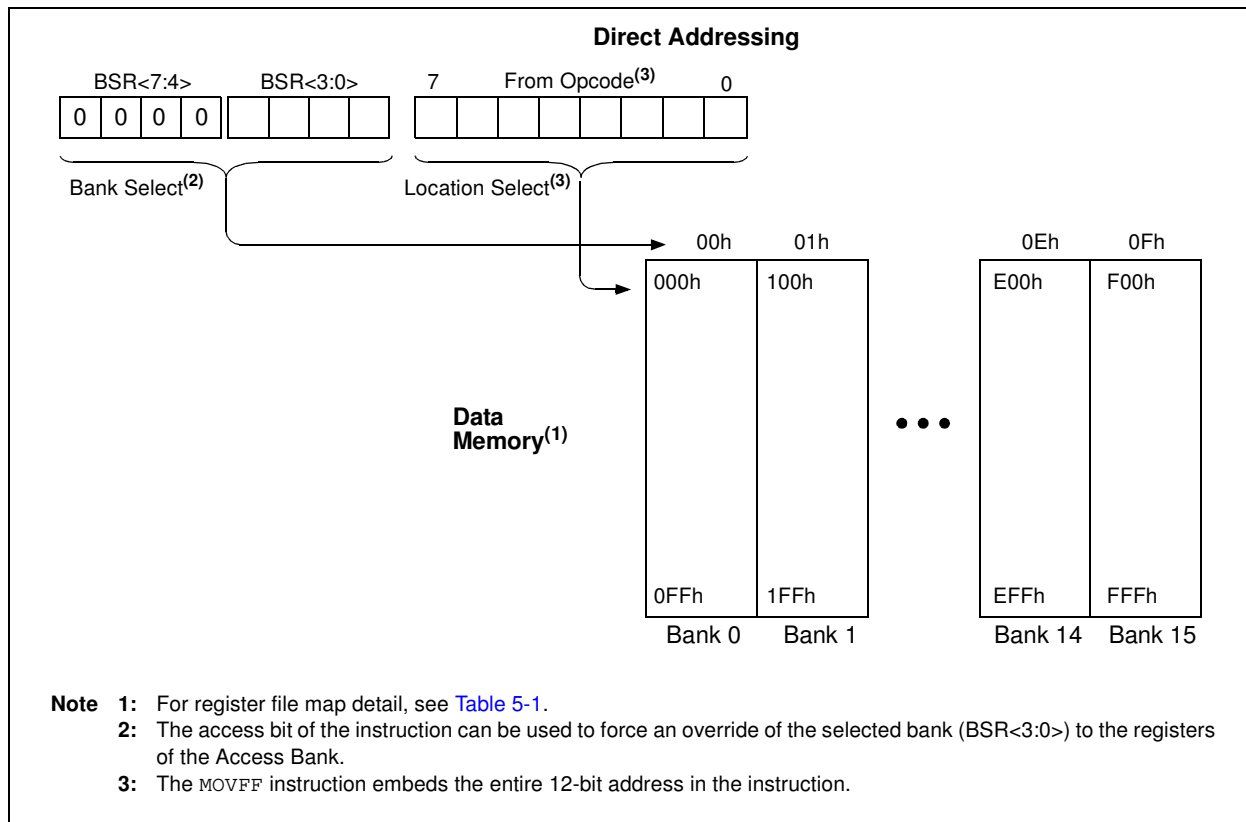 Direct Addressing
BSR<7:4> BSR<3:0> 7 From Opcode(3) 0
0 0 0 0
Bank Select(2) Location Select(3)
00h 01h 0Eh 0Fh
000h 100h E00h F00h
Data
Memory(1)
0FFh 1FFh EFFh FFFh
Bank 0 Bank 1 Bank 14 Bank 15
Note 1: For register file map detail, see Table 5-1.
2: The access bit of the instruction can be used to force an override of the selected bank (BSR<3:0>) to the registers
of the Access Bank.
3: The MOVFF instruction embeds the entire 12-bit address in the instruction.